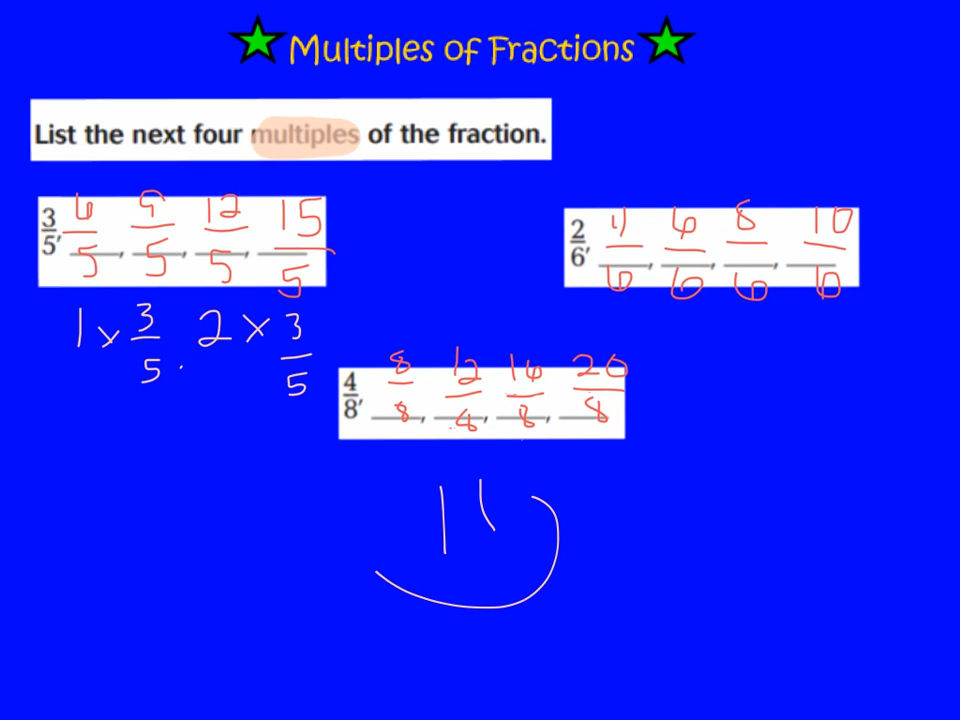 Multiples of Fractions
List the next four multiples of the fraction.
3/5, 6/5, 9/5, 12/5, 15/5
2/6, 4/6, 6/6, 8/6, 10/6
1 x 3/5 . 2 x 3/5
4/8, 8/8, 12/8, 16/8, 20/8